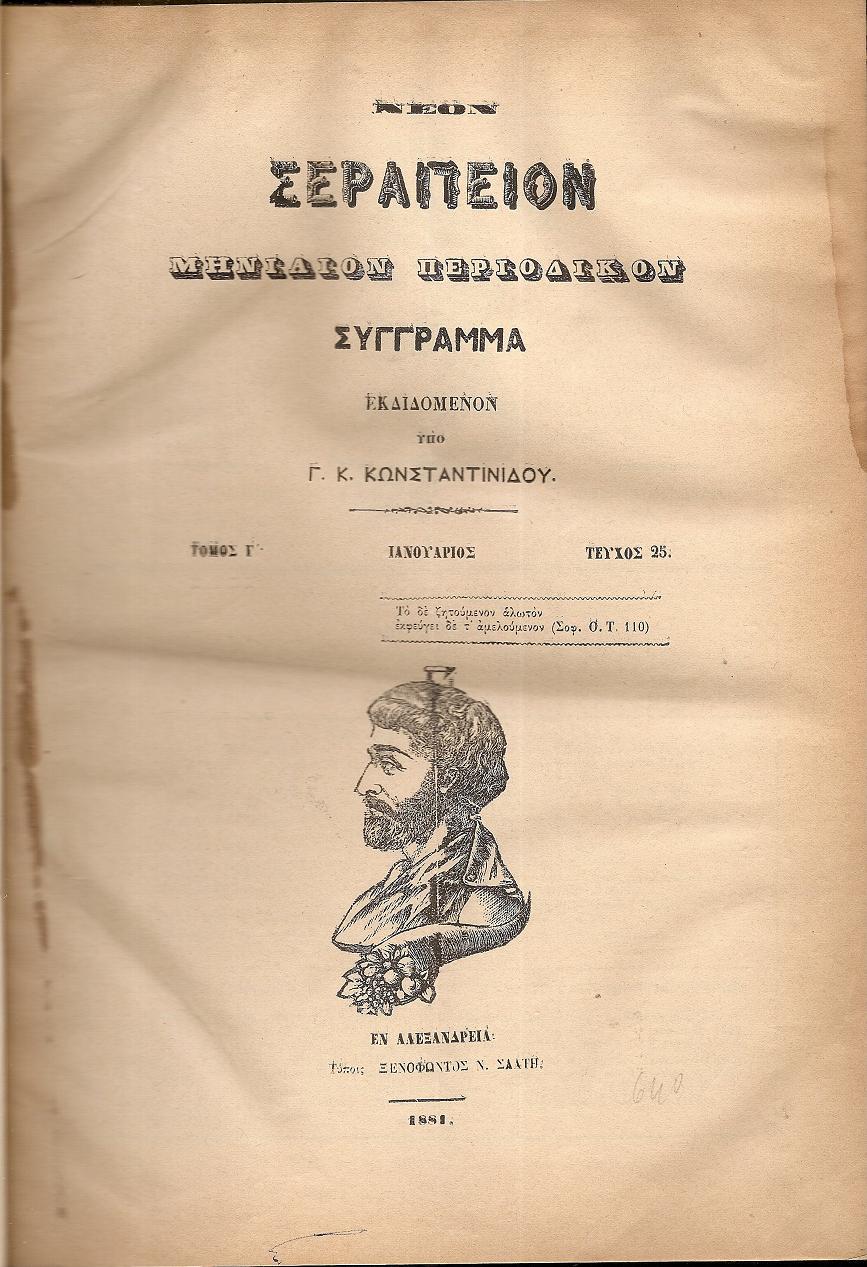 ΝΕΟΝ
ΣΕΡΑΠΕΙΟΝ
ΜΗΝΙΑΙΟΝ ΠΕΡΙΟΔΙΚΟΝ
ΣΥΓΓΡΑΜΜΑ
ΕΚΔΙΔΟΜΕΝΟΝ
ΥΠΟ
Γ. Κ. ΚΩΝΣΤΑΝΤΙΝΙΔΟΥ.
ΤΟΜΟΣ Γ΄ ΙΑΝΟΥΑΡΙΟΣ ΤΕΥΧΟΣ 25.
Τὸ δὲ ζητούμενον ἁλωτόν
ἐκφεύγει δὲ τ' ἀμελούμενον (Σοφ. Ο. Τ. 110)
ΕΝ ΑΛΕΞΑΝΔΡΕΙΑ.
Τύποις ΞΕΝΟΦΩΝΤΟΣ Ν. ΣΑΛΤΗ.
1881.
640